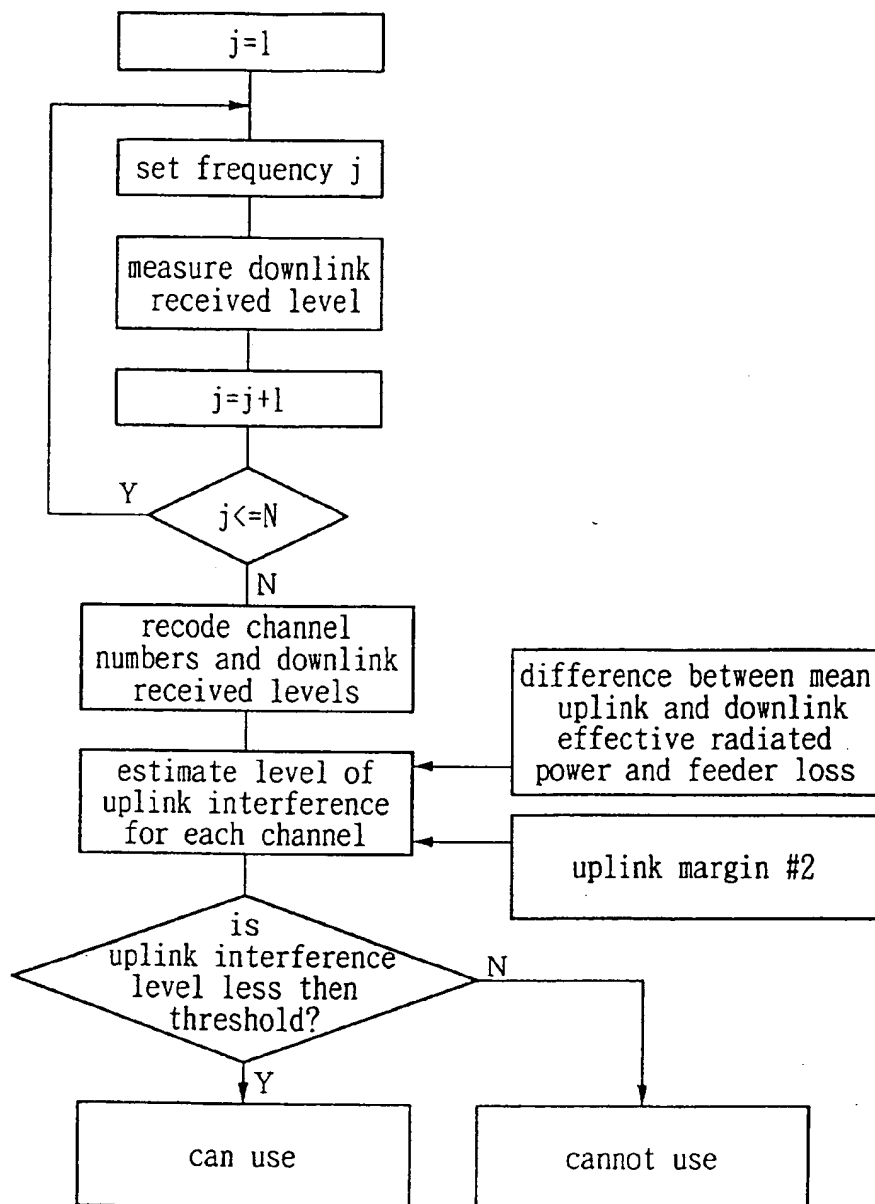 j=1
set frequency j
measure downlink
received level
j=j+1
Y
j<=N
N
recode channel
numbers and downlink
received levels
difference between mean
uplink and downlink
effective radiated
power and feeder loss
estimate level of
uplink interference
for each channel
uplink margin #2
is
uplink interference
level less then
threshold?
N
Y
can use
cannot use